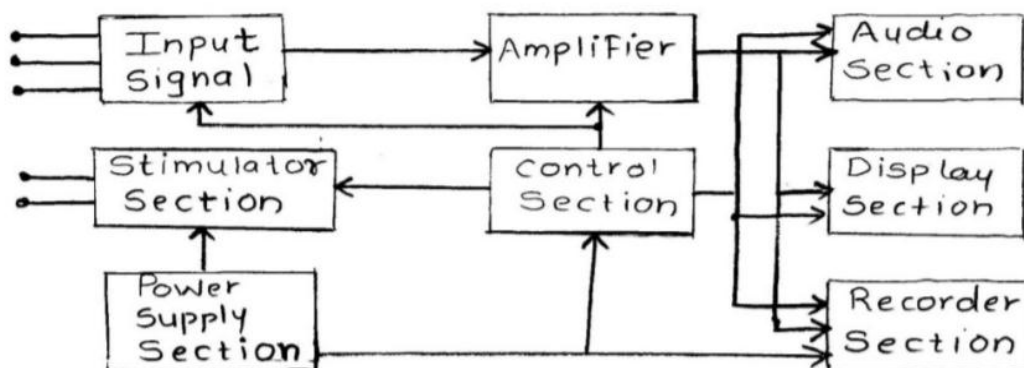 Input
Signal
Amplifier
Audio
Section
Stimulator
Section
Control
Section
Display
Section
Power
Supply
Section
Recorder
Section